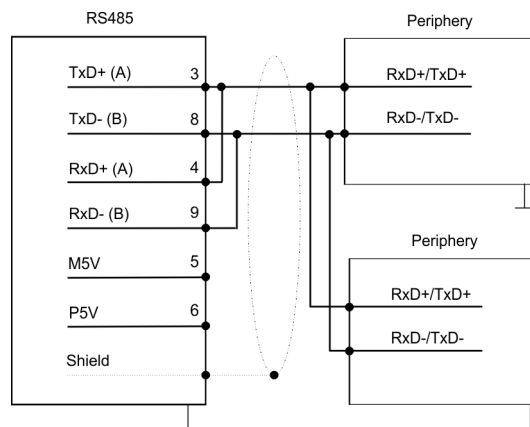 RS485
TxD+ (A) 3
TxD- (B) 8
RxD+ (A) 4
RxD- (B) 9
M5V 5
P5V 6
Shield
Periphery
RxD+/TxD+
RxD-/TxD-
Periphery
RxD+/TxD+
RxD-/TxD-